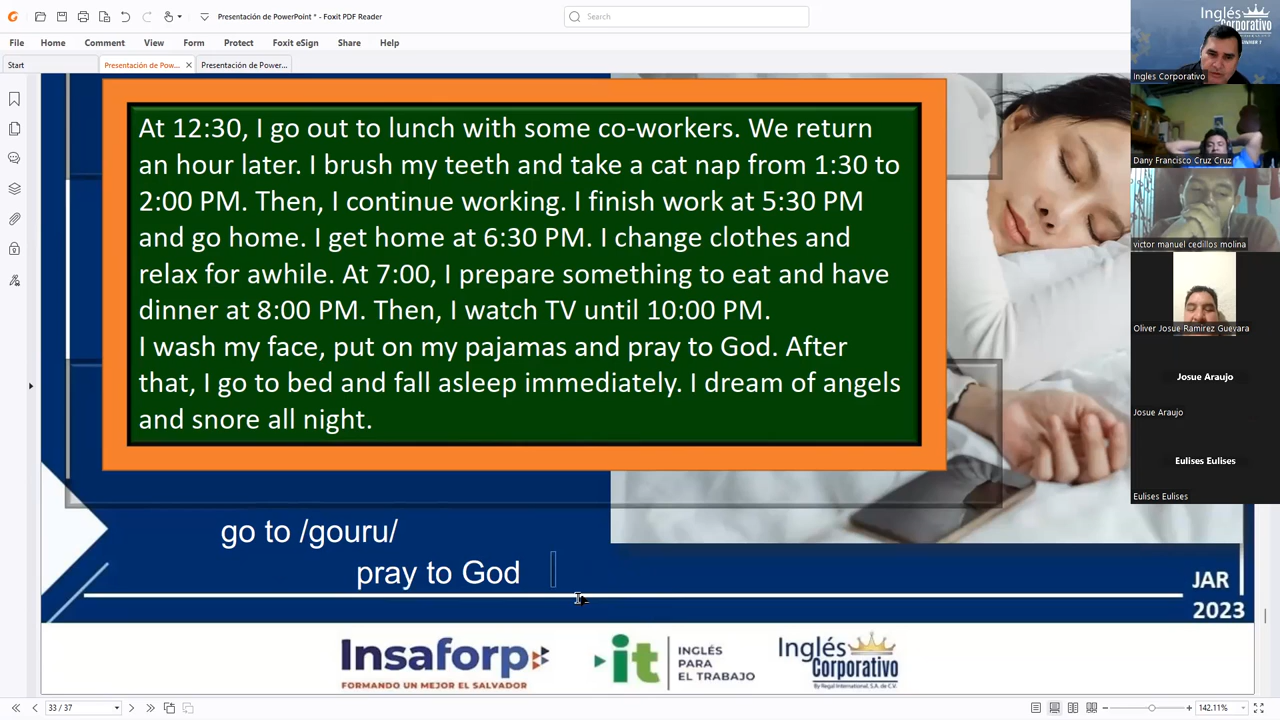 Presentación de PowerPoint * - Foxit PDF Reader
Search
File Home Comment View Form Protect Foxit eSign Share Help
Start Presentación de Pow... Presentación de Power...
At 12:30, I go out to lunch with some co-workers. We return
an hour later. I brush my teeth and take a cat nap from 1:30 to
2:00 PM. Then, I continue working. I finish work at 5:30 PM
and go home. I get home at 6:30 PM. I change clothes and
relax for awhile. At 7:00, I prepare something to eat and have
dinner at 8:00 PM. Then, I watch TV until 10:00 PM.
I wash my face, put on my pajamas and pray to God. After
that, I go to bed and fall asleep immediately. I dream of angels
and snore all night.
go to /gouru/
pray to God
JAR
2023
Insaforp
FORMANDO UN MEJOR EL SALVADOR
it
INGLÉS
PARA
EL TRABAJO
Inglés
Corporativo
By Regal International, S.A. de C.V.
33 / 37
142.11%
Inglés
Corporativo
Ingles Corporativo
Dany Francisco Cruz Cruz
victor manuel cedillos molina
Oliver Josue Ramirez Guevara
Josue Araujo
Josue Araujo
Eulises Eulises
Eulises Eulises